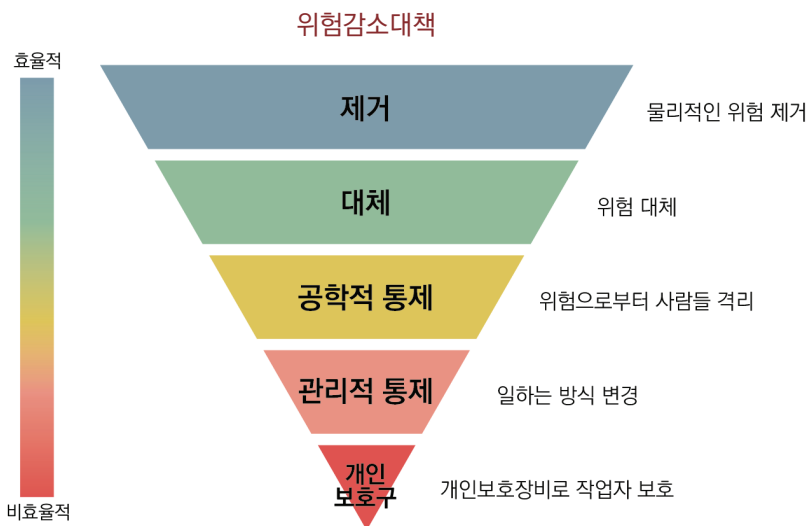 위험감소대책
효율적
제거
물리적인 위험 제거
대체
위험 대체
공학적 통제
위험으로부터 사람들 격리
관리적 통제
일하는 방식 변경
개인
보호구
개인보호장비로 작업자 보호
비효율적